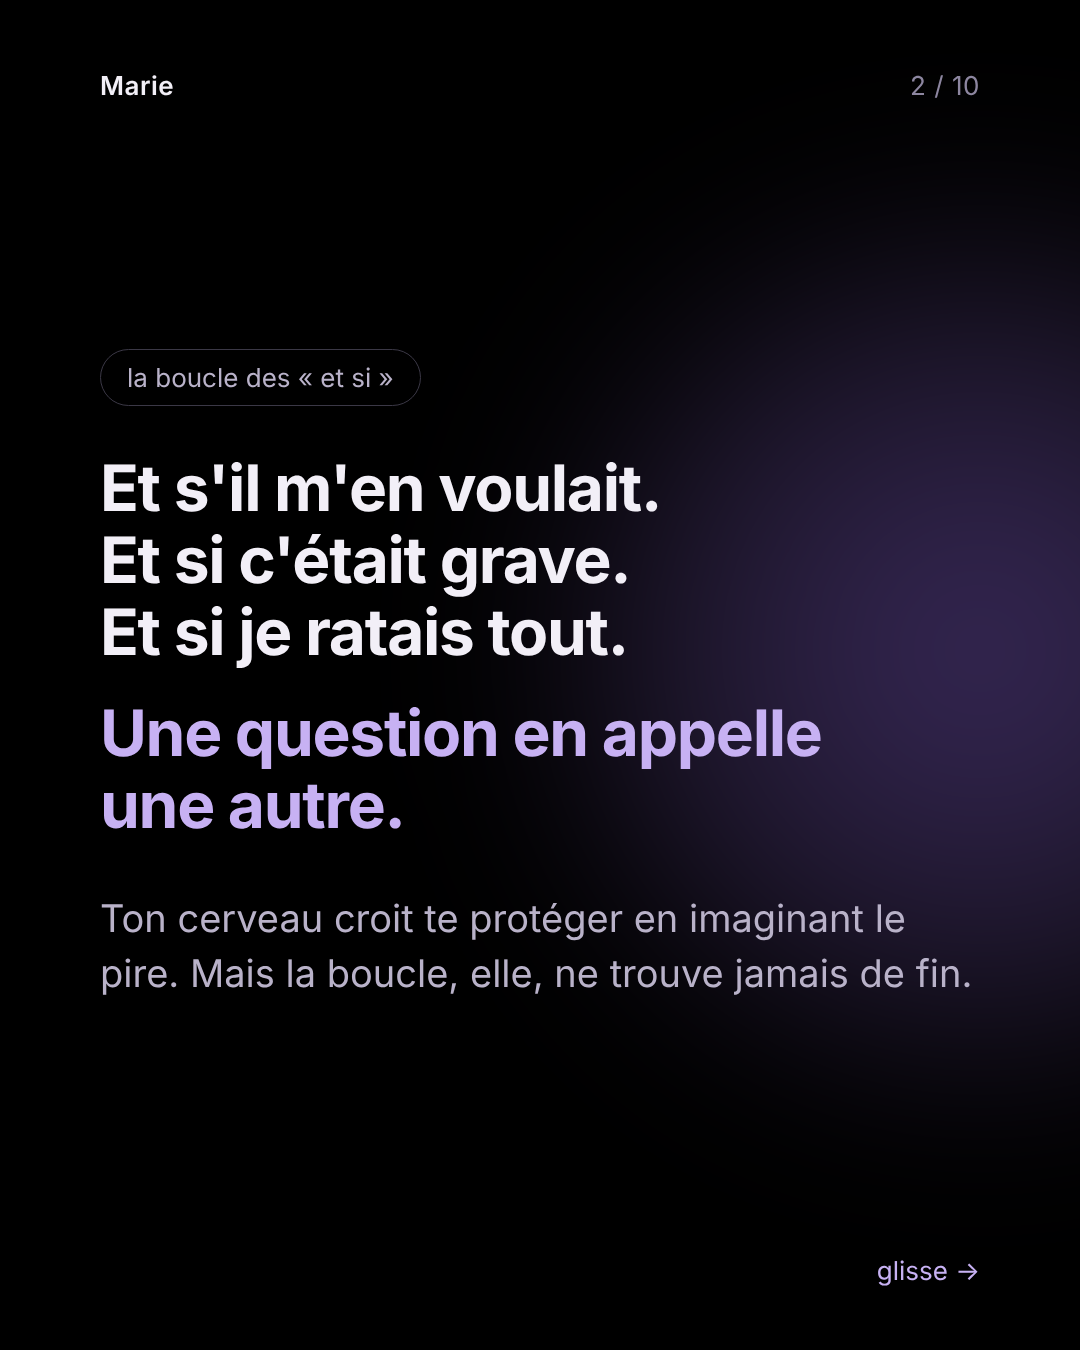 Marie
2 / 10
la boucle des « et si »
Et s'il m'en voulait.
Et si c'était grave.
Et si je ratais tout.
Une question en appelle
une autre.
Ton cerveau croit te protéger en imaginant le
pire. Mais la boucle, elle, ne trouve jamais de fin.
glisse →